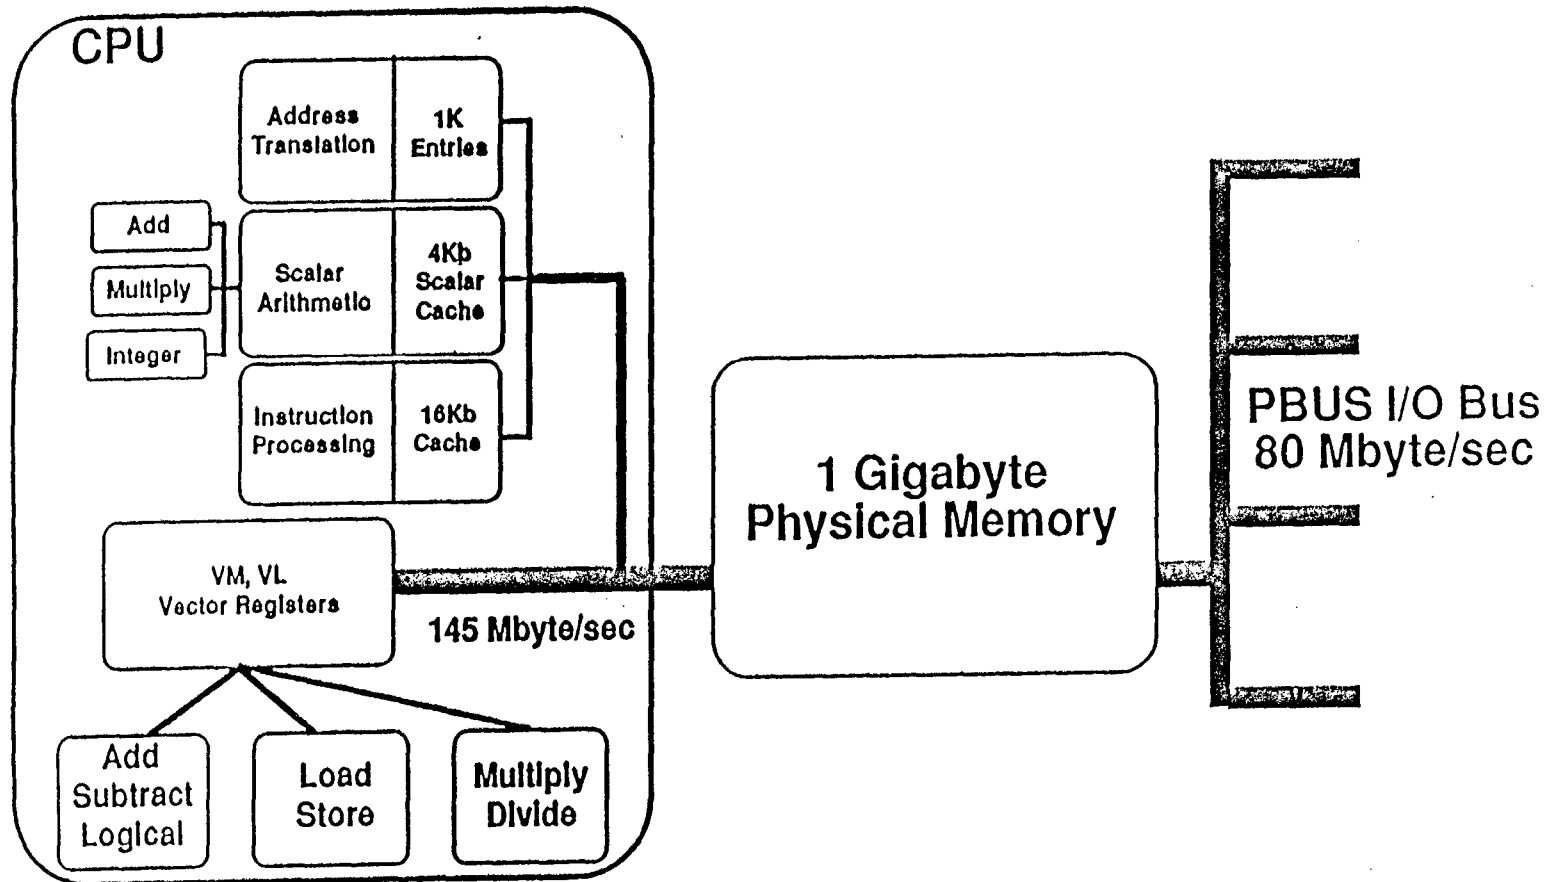 CPU
Address
Translation
1K
Entries
Add
Multiply
Integer
Scalar
Arithmetic
4Kb
Scalar
Cache
Instruction
Processing
16Kb
Cache
VM, VL
Vector Registers
145 Mbyte/sec
Add
Subtract
Logical
Load
Store
Multiply
Divide
1 Gigabyte
Physical Memory
PBUS I/O Bus
80 Mbyte/sec